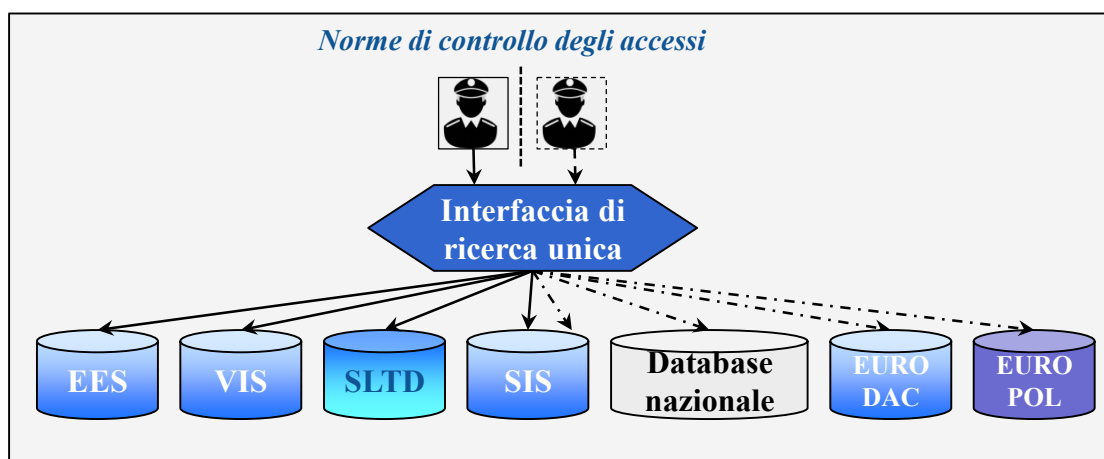 Norme di controllo degli accessi
Interfaccia di
ricerca unica
EES
VIS
SLTD
SIS
Database
nazionale
EURO
DAC
EURO
POL